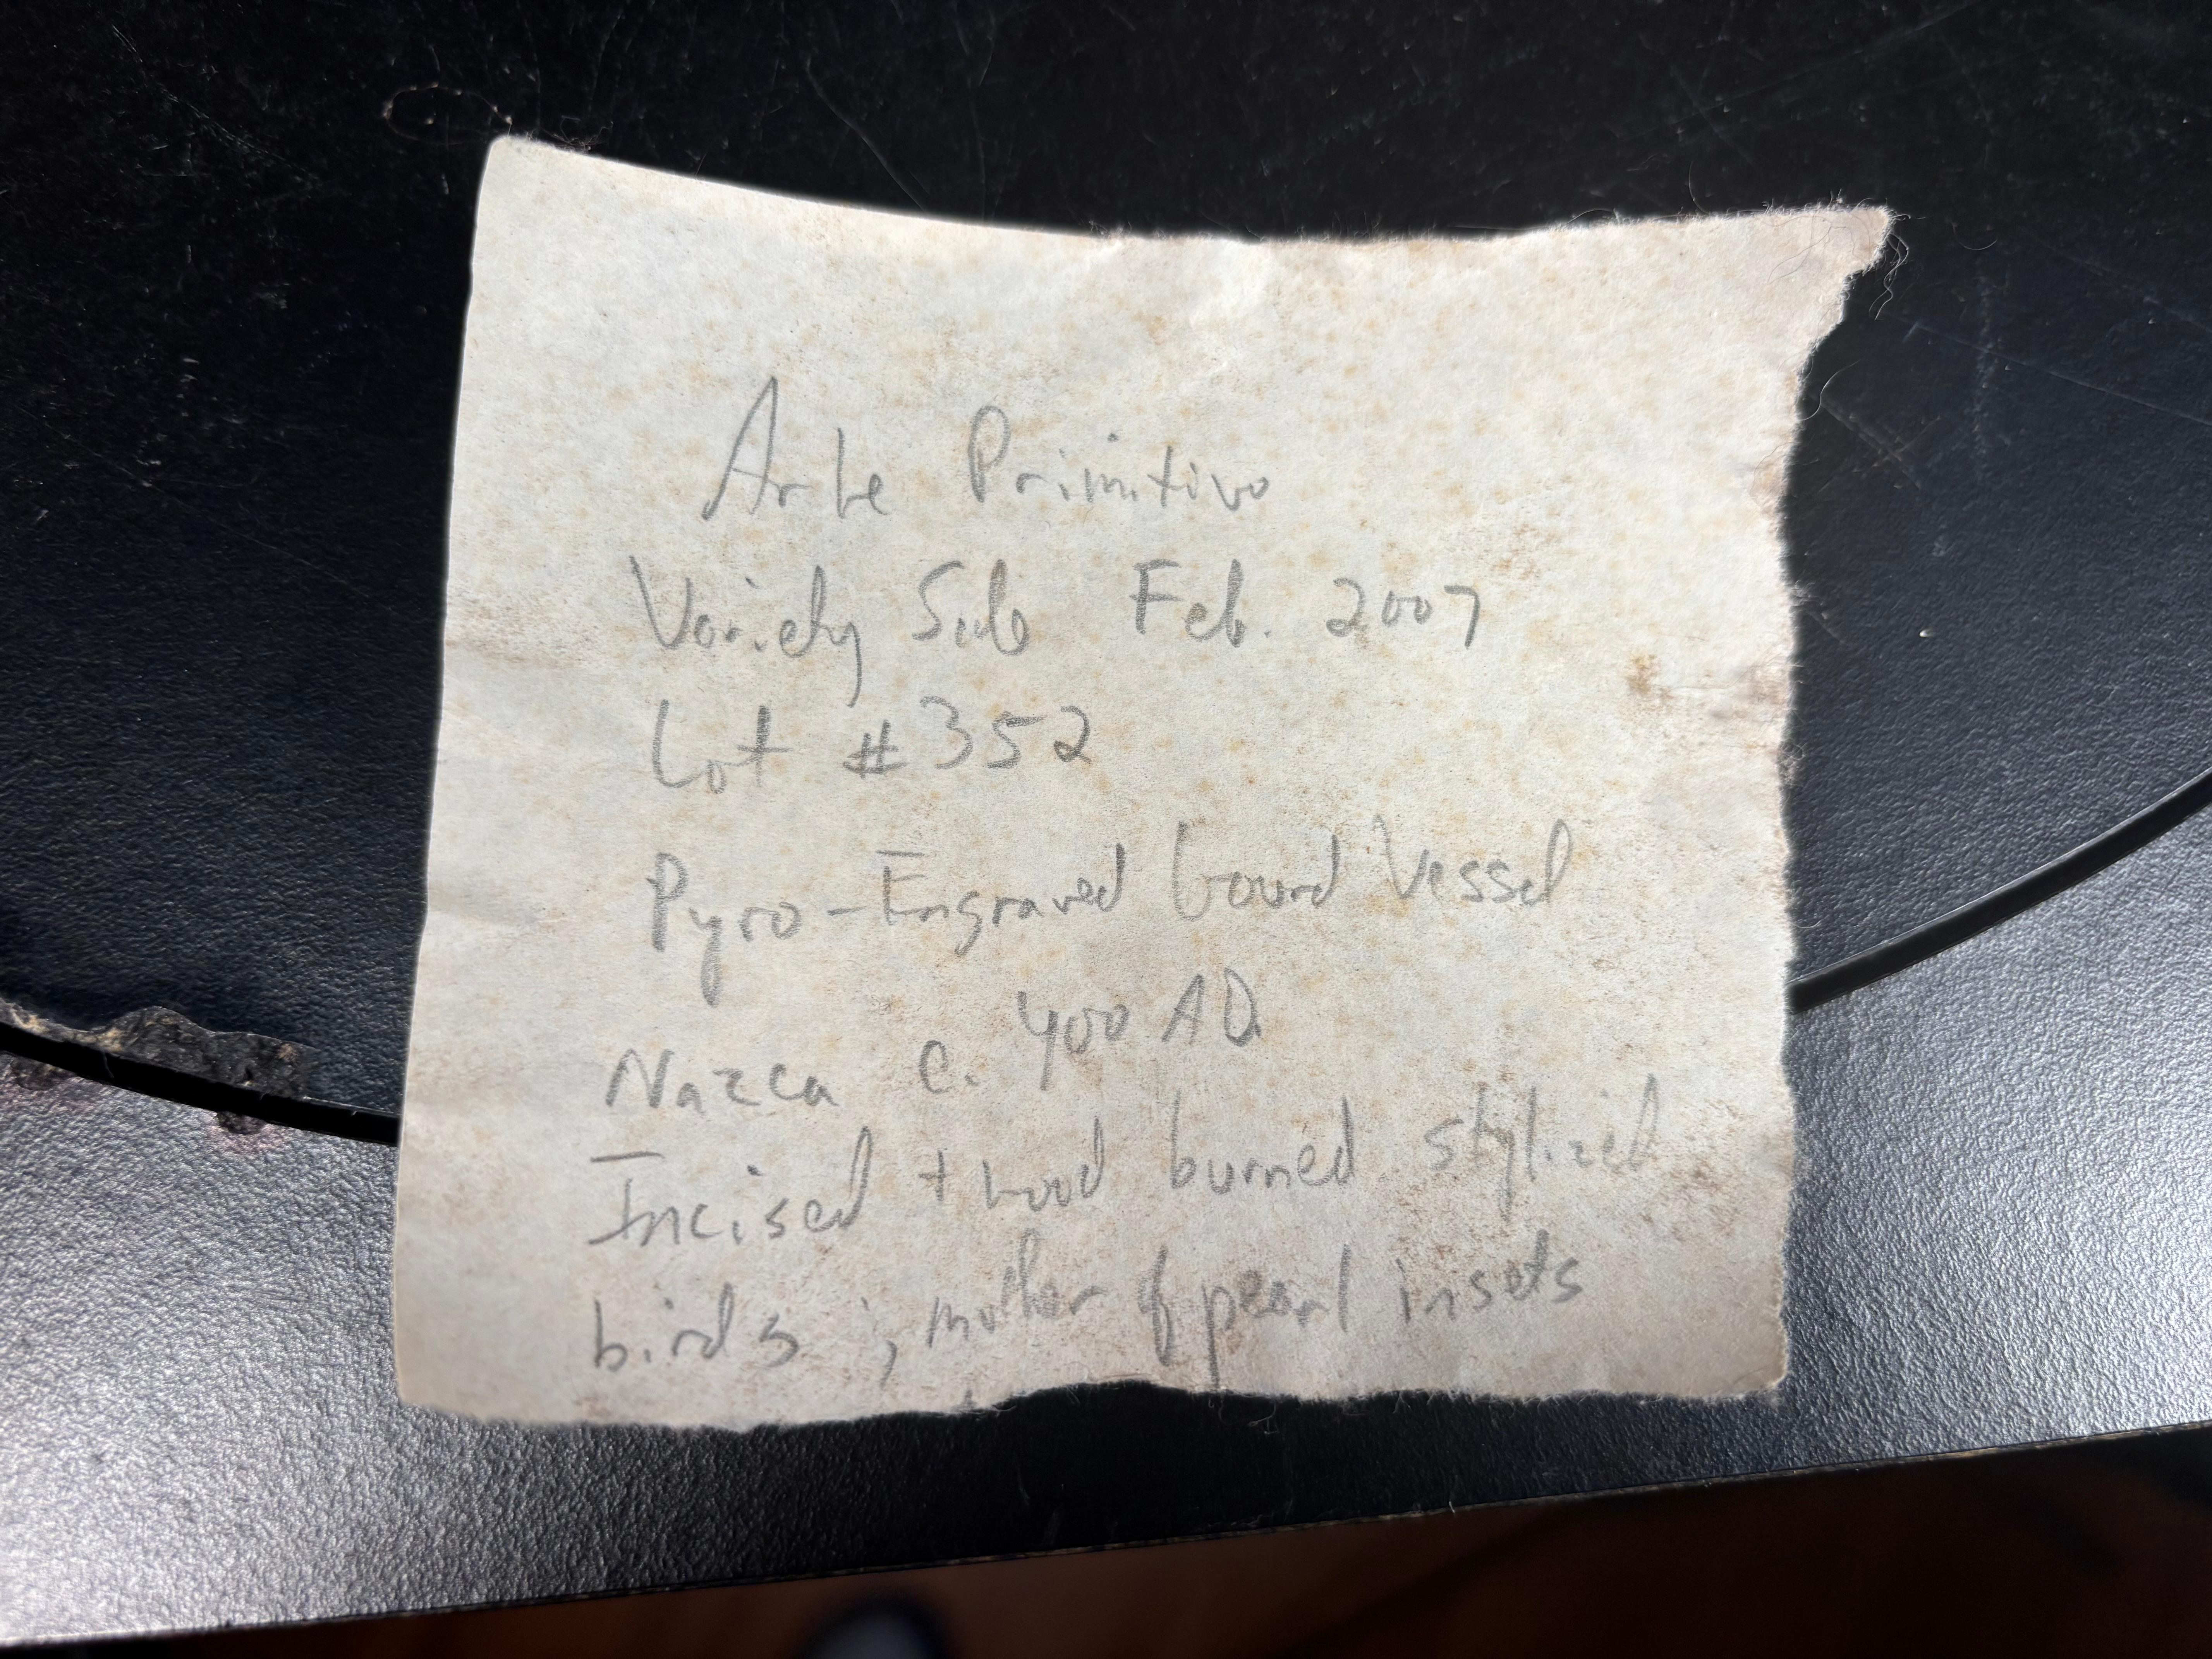 Arte Primitivo
Variety Sale Feb. 2007
Lot #352
Pyro-Engraved Gourd Vessel
Nazca c. 400 AD
Incised + wood burned stylized
birds; mother of pearl insets